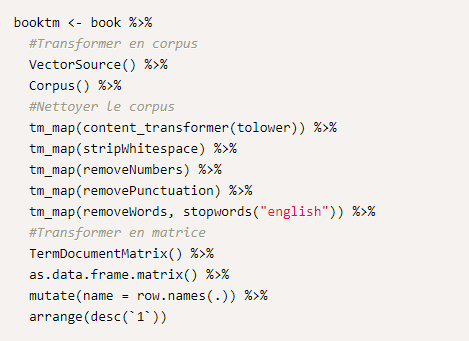 booktm <- book %>%
  #Transformer en corpus
  VectorSource() %>%
  Corpus() %>%
  #Nettoyer le corpus
  tm_map(content_transformer(tolower)) %>%
  tm_map(stripWhitespace) %>%
  tm_map(removeNumbers) %>%
  tm_map(removePunctuation) %>%
  tm_map(removeWords, stopwords("english")) %>%
  #Transformer en matrice
  TermDocumentMatrix() %>%
  as.data.frame.matrix() %>%
  mutate(name = row.names(.)) %>%
  arrange(desc(`1`))